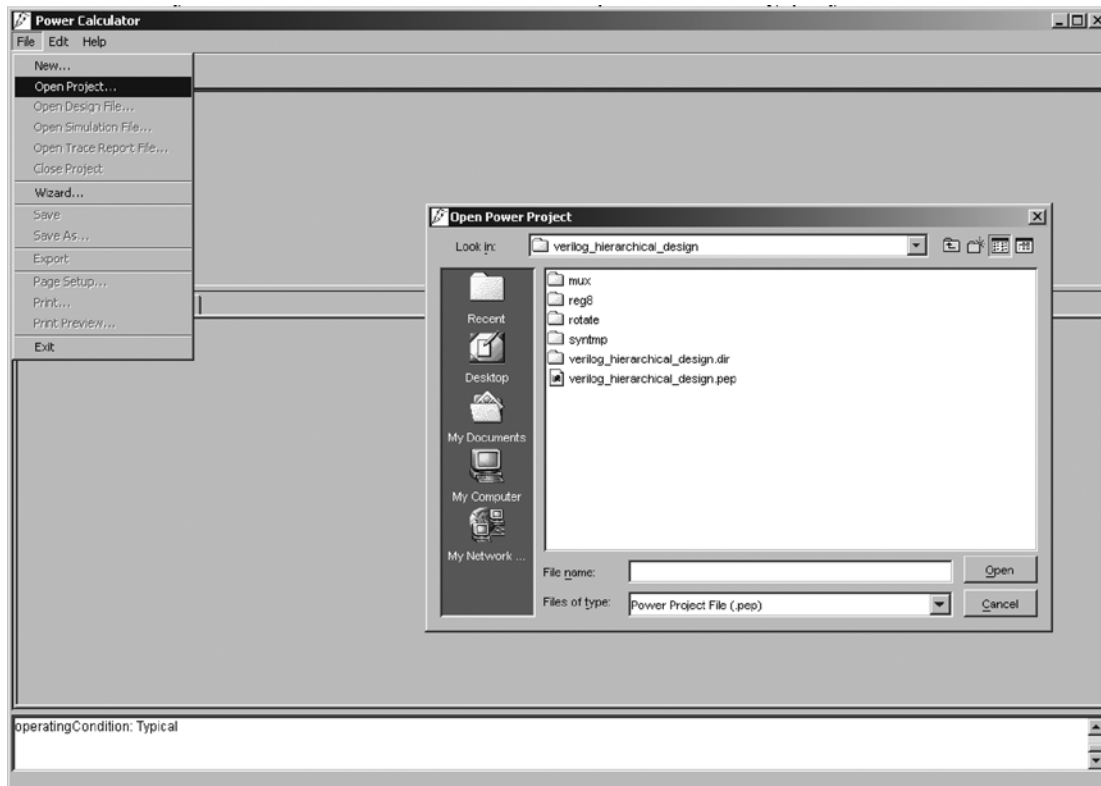 Power Calculator
File Edit Help
New...
Open Project...
Open Design File...
Open Simulation File...
Open Trace Report File...
Close Project
Wizard...
Save
Save As...
Export
Page Setup...
Print...
Print Preview...
Exit
Open Power Project
Look in: verilog_hierarchical_design
Recent
Desktop
My Documents
My Computer
My Network ...
mux
reg8
rotate
syntmp
verilog_hierarchical_design.dir
verilog_hierarchical_design.pep
File name: Open
Files of type: Power Project File (.pep) Cancel
operatingCondition: Typical